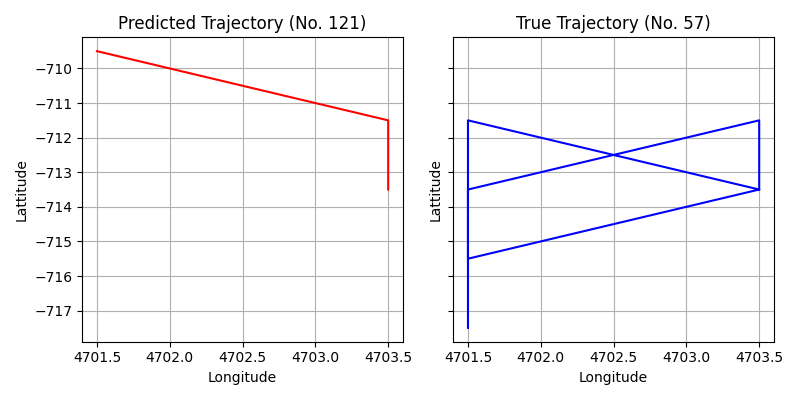 Predicted Trajectory (No. 121)
True Trajectory (No. 57)
−710
−711
−712
−713
−714
−715
−716
−717
Lattitude
Lattitude
4701.5 4702.0 4702.5 4703.0 4703.5
4701.5 4702.0 4702.5 4703.0 4703.5
Longitude
Longitude